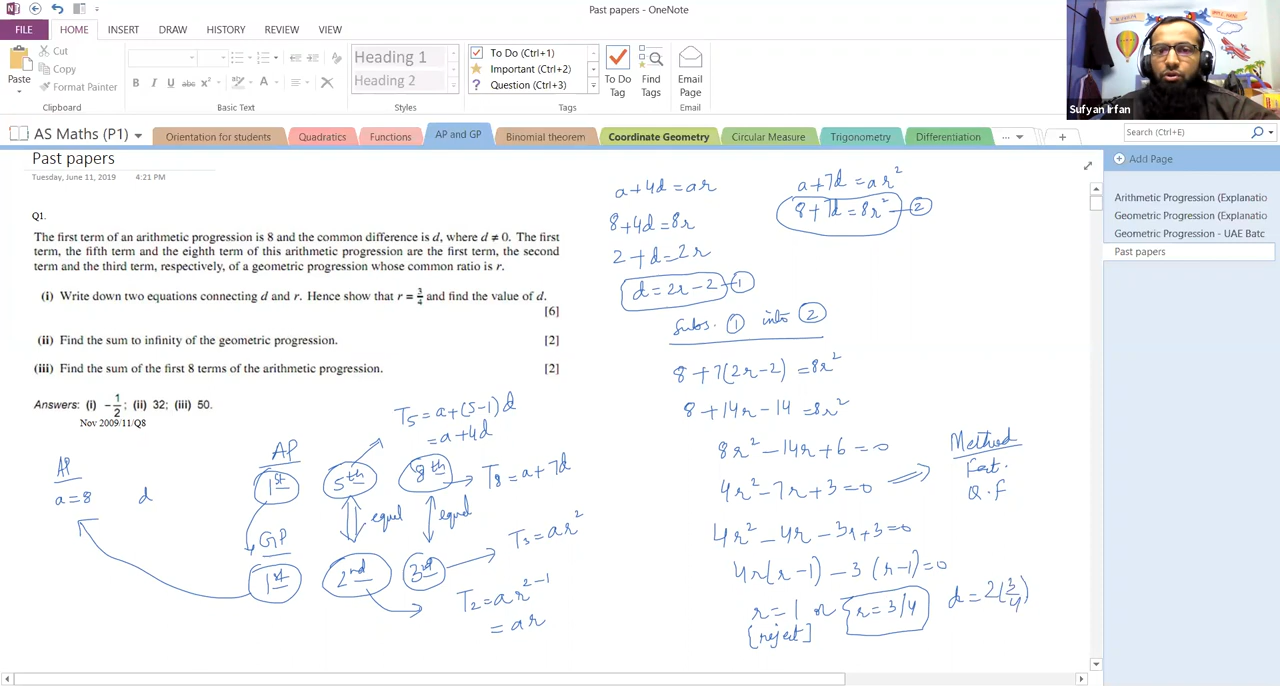 Past papers - OneNote
FILE HOME INSERT DRAW HISTORY REVIEW VIEW
Paste
Cut
Copy
Format Painter
Clipboard
B I U abc x² A
Basic Text
Heading 1
Heading 2
Styles
To Do (Ctrl+1)
Important (Ctrl+2)
? Question (Ctrl+3)
Tags
To Do Tag
Find Tags
Email Page
Email
Sufyan Irfan
AS Maths (P1)
Orientation for students
Quadratics
Functions
AP and GP
Binomial theorem
Coordinate Geometry
Circular Measure
Trigonometry
Differentiation
...
Search (Ctrl+E)
Add Page
Arithmetic Progression (Explanatio
Geometric Progression (Explanatio
Geometric Progression - UAE Batc
Past papers
Past papers
Tuesday, June 11, 2019 4:21 PM
Q1.
The first term of an arithmetic progression is 8 and the common difference is d, where d ≠ 0. The first
term, the fifth term and the eighth term of this arithmetic progression are the first term, the second
term and the third term, respectively, of a geometric progression whose common ratio is r.
(i) Write down two equations connecting d and r. Hence show that r = 3/4 and find the value of d.
[6]
(ii) Find the sum to infinity of the geometric progression. [2]
(iii) Find the sum of the first 8 terms of the arithmetic progression. [2]
Answers: (i) -1/2; (ii) 32; (iii) 50.
Nov 2009/11/Q8
AP
a=8 d
AP
1st 5th 8th
equal equal
GP
1st 2nd 3rd
T5 = a+(5-1)d
= a+4d
T8 = a+7d
T3 = ar²
T2 = ar²⁻¹
= ar
a+4d = ar
8+4d = 8r
2+d = 2r
d = 2r-2 ①
a+7d = ar²
8+7d = 8r² ②
Subs. ① into ②
8+7(2r-2) = 8r²
8+14r-14 = 8r²
8r²-14r+6 = 0
4r²-7r+3 = 0
Method
Fact.
Q.F
4r²-4r-3r+3 = 0
4r(r-1)-3(r-1) = 0
r = 1 or r = 3/4
[reject]
d = 2(3/4)